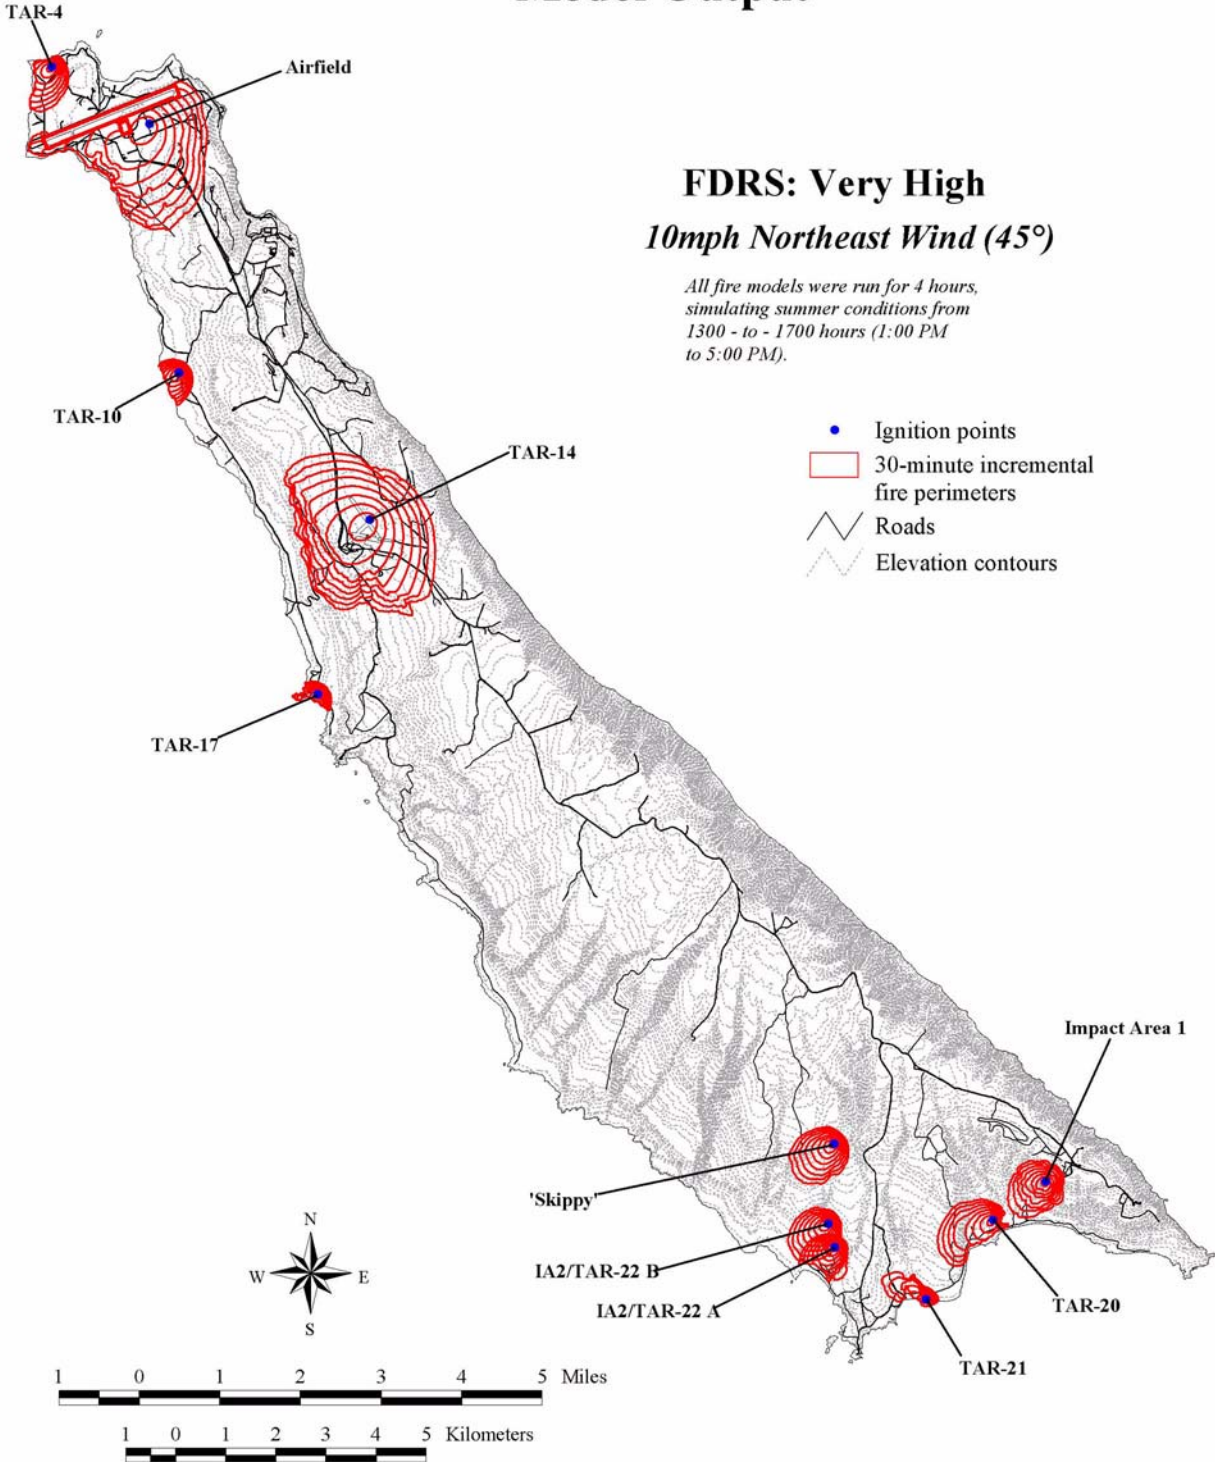 Model Output
TAR-4
Airfield
FDRS: Very High
10mph Northeast Wind (45°)
All fire models were run for 4 hours,
simulating summer conditions from
1300 - to - 1700 hours (1:00 PM
to 5:00 PM).
TAR-10
TAR-14
Ignition points
30-minute incremental
fire perimeters
Roads
Elevation contours
TAR-17
Impact Area 1
'Skippy'
IA2/TAR-22 B
IA2/TAR-22 A
TAR-20
TAR-21
N
W E
S
1 0 1 2 3 4 5 Miles
1 0 1 2 3 4 5 Kilometers